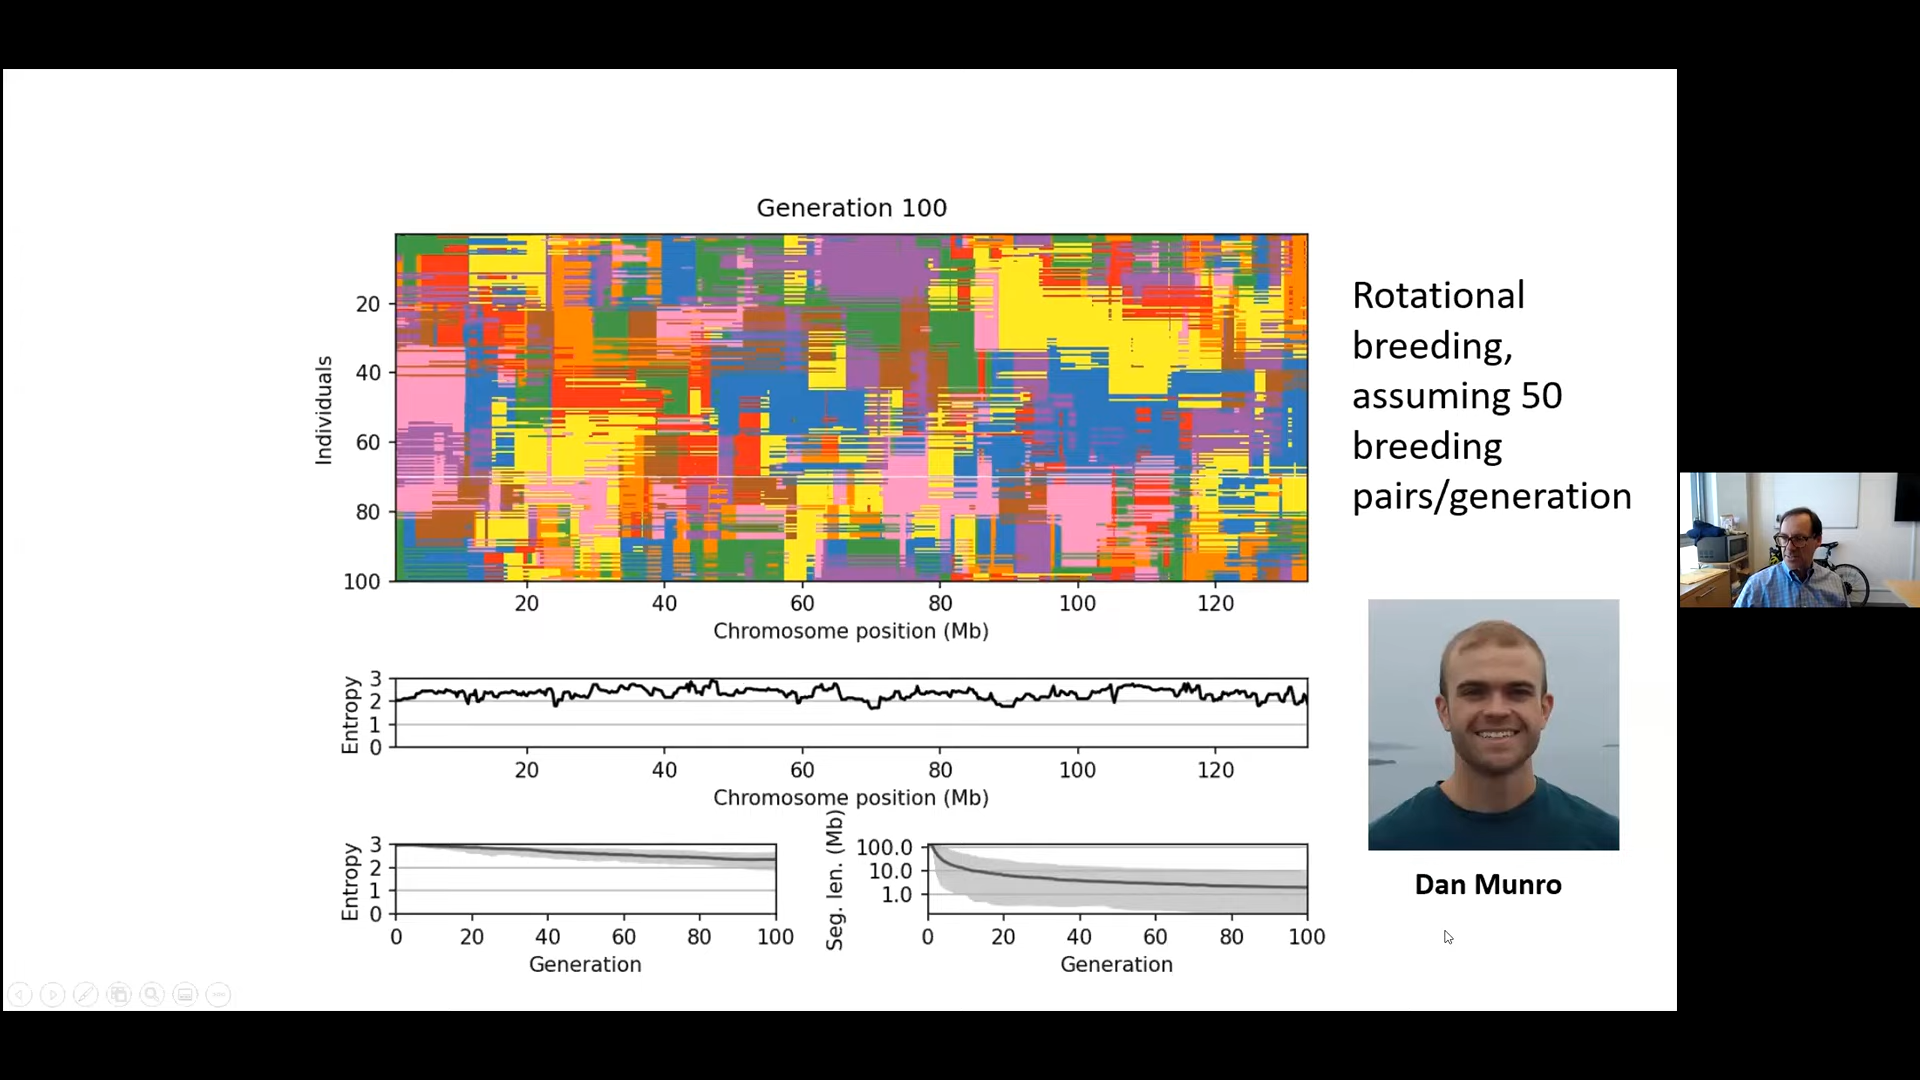 Generation 100
Individuals
20
40
60
80
100
20 40 60 80 100 120
Chromosome position (Mb)
Rotational
breeding,
assuming 50
breeding
pairs/generation
Entropy
3
2
1
0
20 40 60 80 100 120
Chromosome position (Mb)
Entropy
3
2
1
0
0 20 40 60 80 100
Generation
Seg. len. (Mb)
100.0
10.0
1.0
0 20 40 60 80 100
Generation
Dan Munro